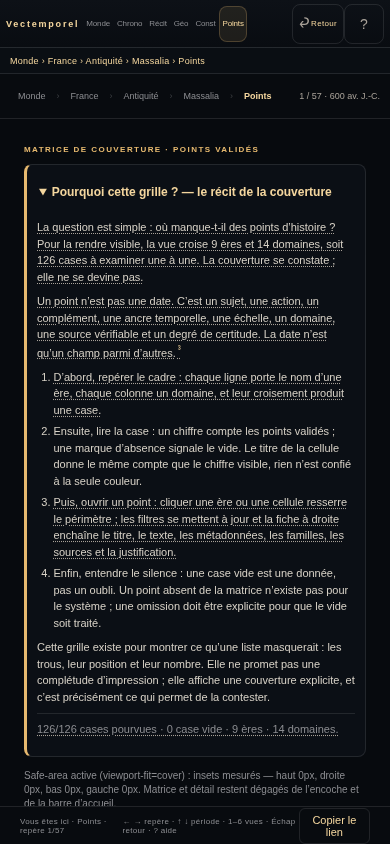 Vectemporel Monde Chrono Récit Géo Const Points Retour ?
Monde › France › Antiquité › Massalia › Points
Monde › France › Antiquité › Massalia › Points 1 / 57 · 600 av. J.-C.
MATRICE DE COUVERTURE · POINTS VALIDÉS
▼ Pourquoi cette grille ? — le récit de la couverture
La question est simple : où manque-t-il des points d’histoire ?
Pour la rendre visible, la vue croise 9 ères et 14 domaines, soit
126 cases à examiner une à une. La couverture se constate ;
elle ne se devine pas.
Un point n’est pas une date. C’est un sujet, une action, un
complément, une ancre temporelle, une échelle, un domaine,
une source vérifiable et un degré de certitude. La date n’est
qu’un champ parmi d’autres.
1. D’abord, repérer le cadre : chaque ligne porte le nom d’une
ère, chaque colonne un domaine, et leur croisement produit
une case.
2. Ensuite, lire la case : un chiffre compte les points validés ;
une marque d’absence signale le vide. Le titre de la cellule
donne le même compte que le chiffre visible, rien n’est confié
à la seule couleur.
3. Puis, ouvrir un point : cliquer une ère ou une cellule resserre
le périmètre ; les filtres se mettent à jour et la fiche à droite
enchaîne le titre, le texte, les métadonnées, les familles, les
sources et la justification.
4. Enfin, entendre le silence : une case vide est une donnée,
pas un oubli. Un point absent de la matrice n’existe pas pour
le système ; une omission doit être explicite pour que le vide
soit traité.
Cette grille existe pour montrer ce qu’une liste masquerait : les
trous, leur position et leur nombre. Elle ne promet pas une
complétude d’impression ; elle affiche une couverture explicite, et
c’est précisément ce qui permet de la contester.
126/126 cases pourvues · 0 case vide · 9 ères · 14 domaines.
Safe-area active (viewport-fit=cover) : insets mesurés — haut 0px, droite
0px, bas 0px, gauche 0px. Matrice et détail restent dégagés de l’encoche et
de la barre d’accueil.
Vous êtes ici · Points ·
repère 1/57
← → repère · ↑ ↓ période · 1–6 vues · Échap
retour · ? aide
Copier le
lien